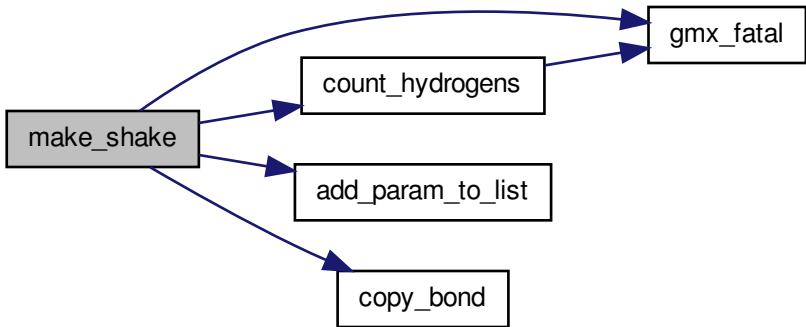 gmx_fatal
count_hydrogens
make_shake
add_param_to_list
copy_bond